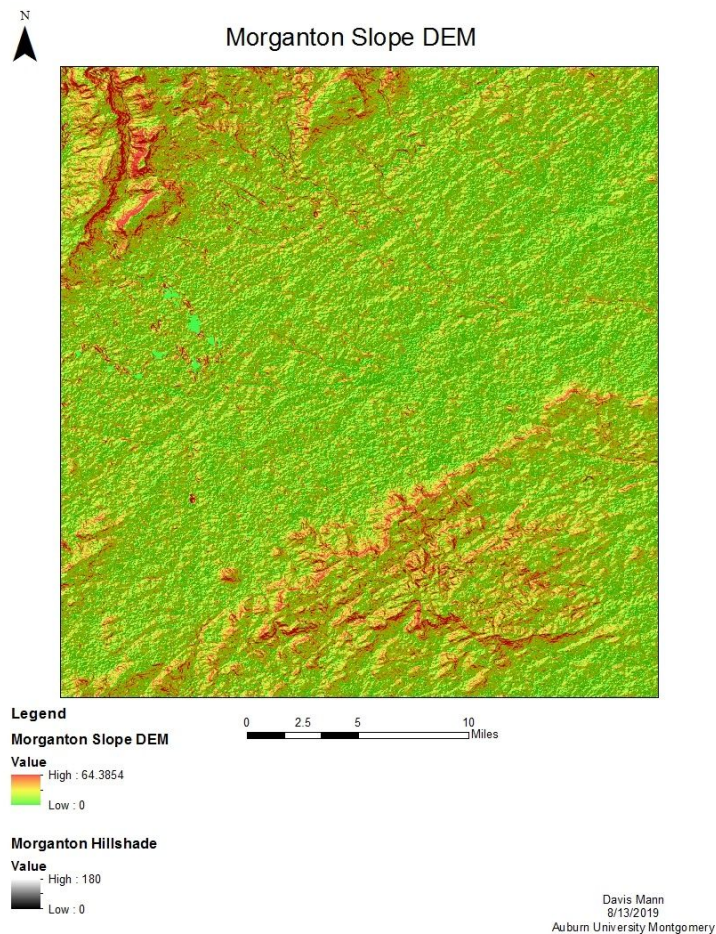 N
Morganton Slope DEM
Legend
Morganton Slope DEM
Value
High : 64.3854
Low : 0
0 2.5 5 10
Miles
Morganton Hillshade
Value
High : 180
Low : 0
Davis Mann
8/13/2019
Auburn University Montgomery